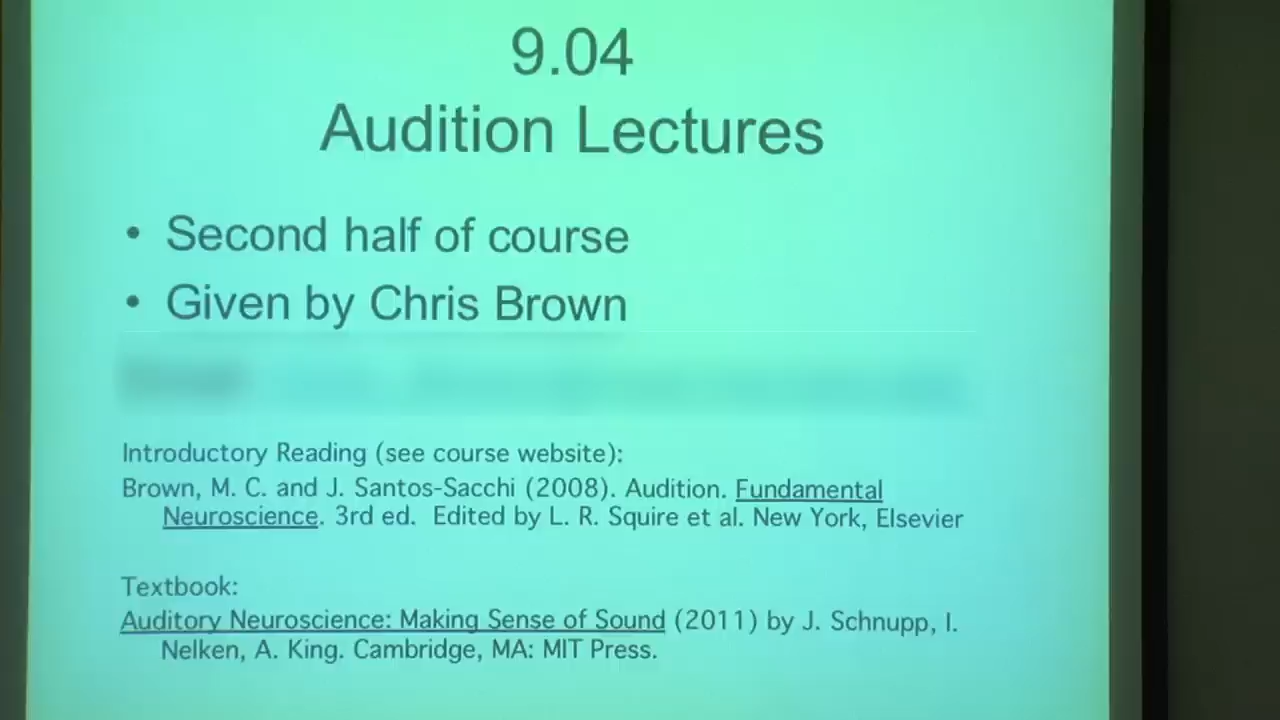 9.04
Audition Lectures
• Second half of course
• Given by Chris Brown
Introductory Reading (see course website):
Brown, M. C. and J. Santos-Sacchi (2008). Audition. Fundamental
Neuroscience. 3rd ed. Edited by L. R. Squire et al. New York, Elsevier
Textbook:
Auditory Neuroscience: Making Sense of Sound (2011) by J. Schnupp, I.
Nelken, A. King. Cambridge, MA: MIT Press.